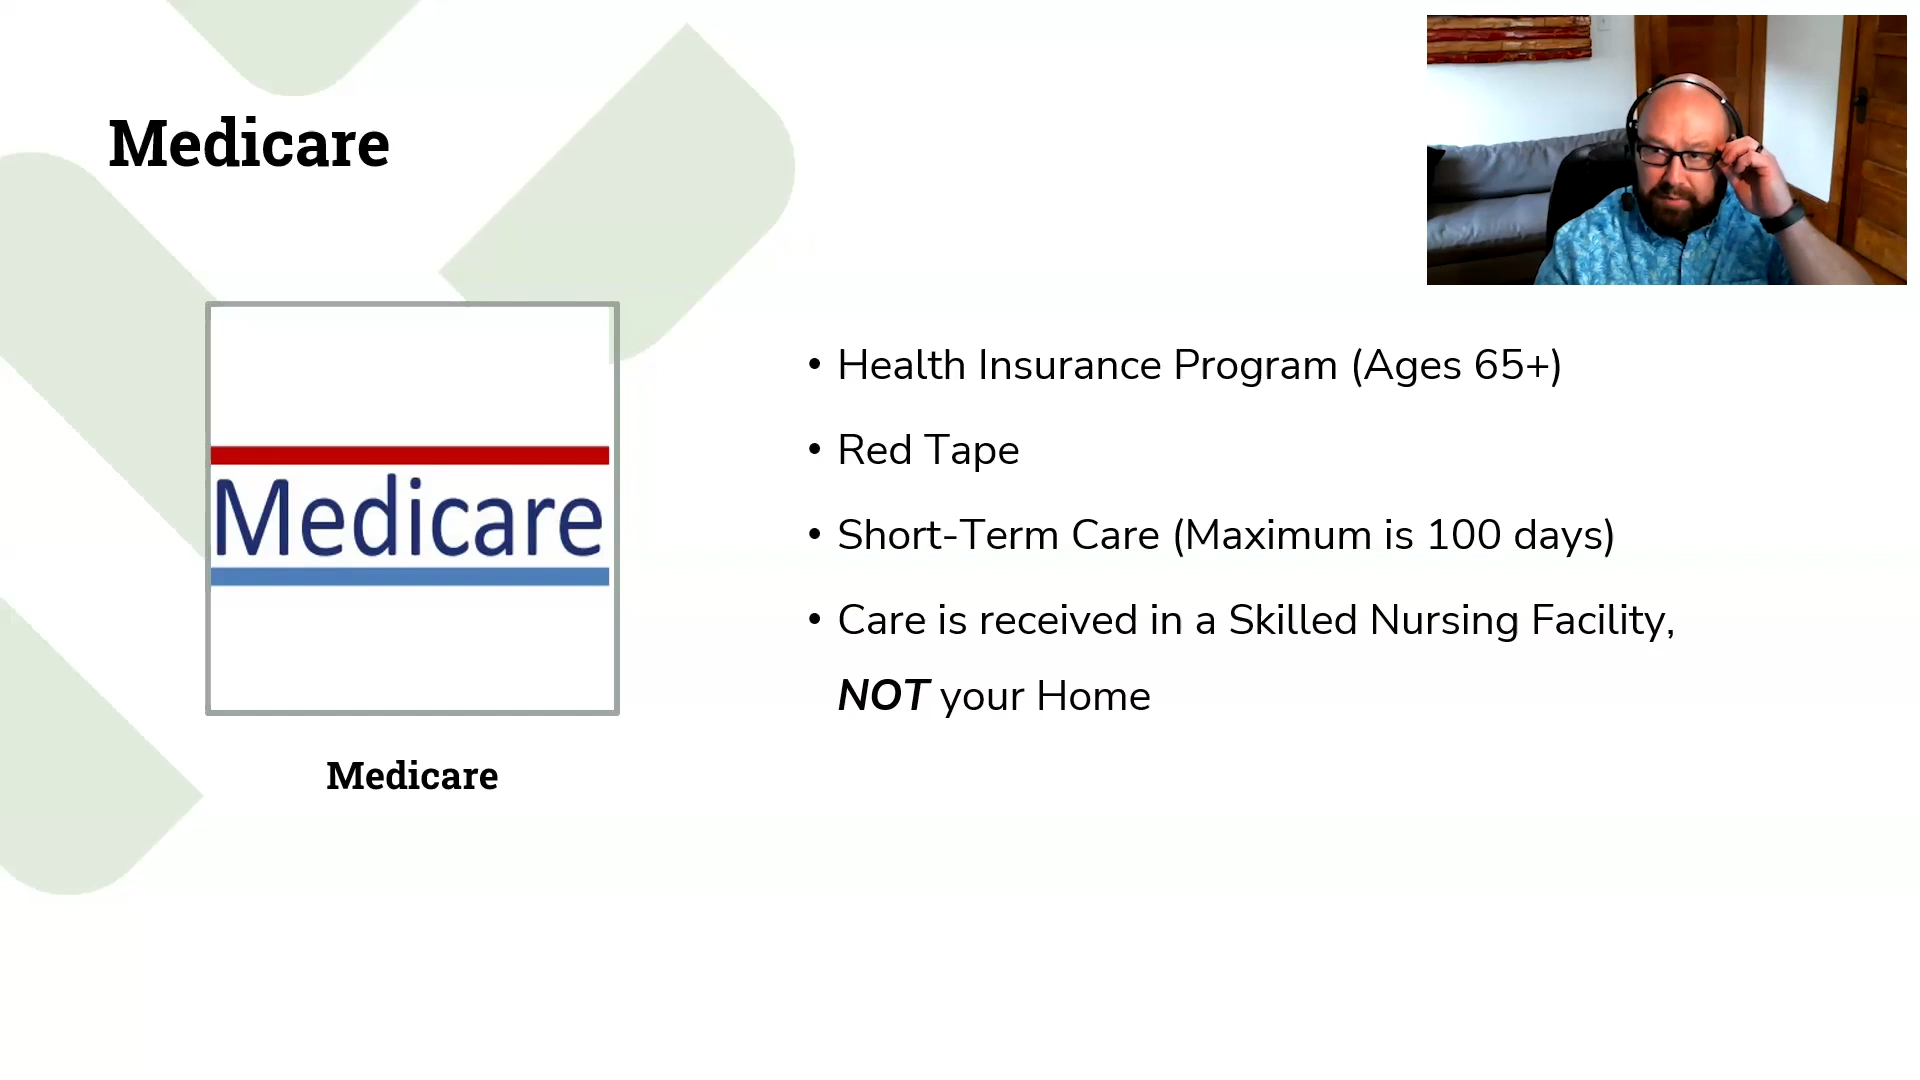 Medicare
Medicare
Medicare
• Health Insurance Program (Ages 65+)
• Red Tape
• Short-Term Care (Maximum is 100 days)
• Care is received in a Skilled Nursing Facility,
NOT your Home